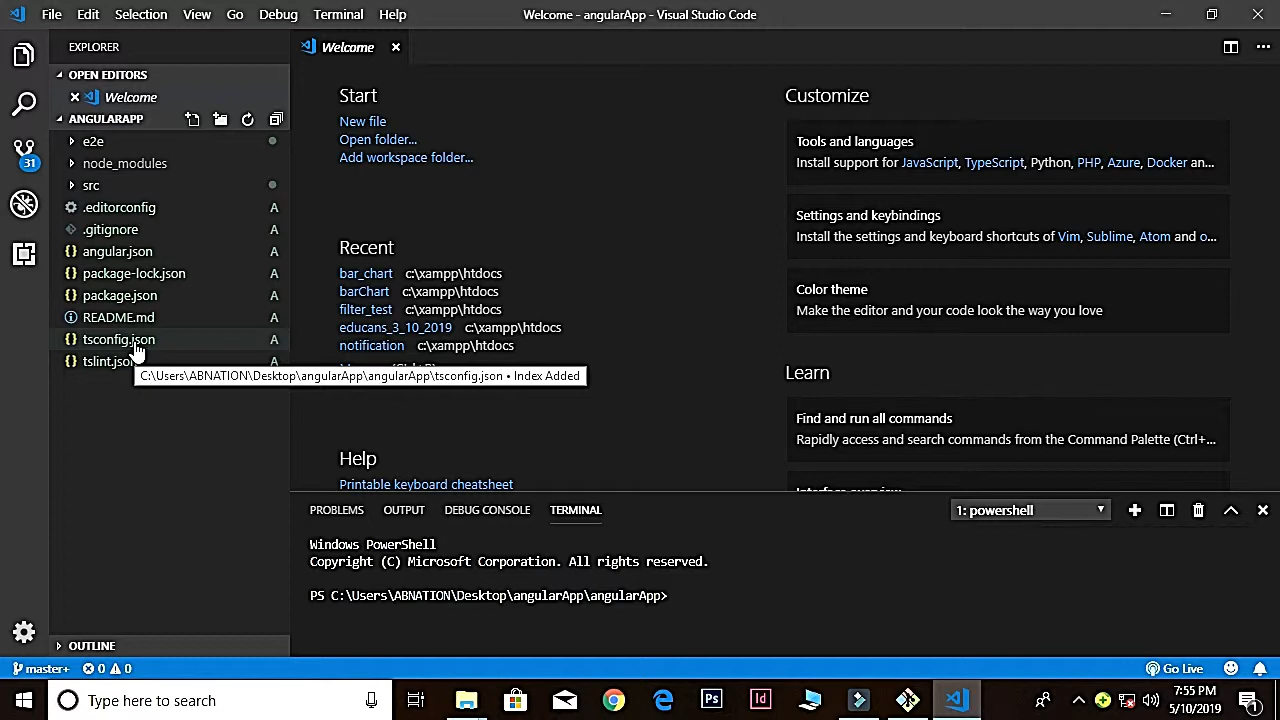 File Edit Selection View Go Debug Terminal Help
Welcome - angularApp - Visual Studio Code
EXPLORER
OPEN EDITORS
Welcome
ANGULARAPP
e2e
node_modules
src
.editorconfig A
.gitignore A
angular.json A
package-lock.json A
package.json A
README.md A
tsconfig.json A
tslint.json A
C:\Users\ABNATION\Desktop\angularApp\angularApp\tsconfig.json • Index Added
OUTLINE
31
Welcome
Start
New file
Open folder...
Add workspace folder...
Recent
bar_chart c:\xampp\htdocs
barChart c:\xampp\htdocs
filter_test c:\xampp\htdocs
educans_3_10_2019 c:\xampp\htdocs
notification c:\xampp\htdocs
Help
Printable keyboard cheatsheet
Customize
Tools and languages
Install support for JavaScript, TypeScript, Python, PHP, Azure, Docker an...
Settings and keybindings
Install the settings and keyboard shortcuts of Vim, Sublime, Atom and o...
Color theme
Make the editor and your code look the way you love
Learn
Find and run all commands
Rapidly access and search commands from the Command Palette (Ctrl+...
PROBLEMS OUTPUT DEBUG CONSOLE TERMINAL
1: powershell
Windows PowerShell
Copyright (C) Microsoft Corporation. All rights reserved.
PS C:\Users\ABNATION\Desktop\angularApp\angularApp>
master+ 0 0
Go Live
Type here to search
Ps
Id
7:55 PM
5/10/2019
1